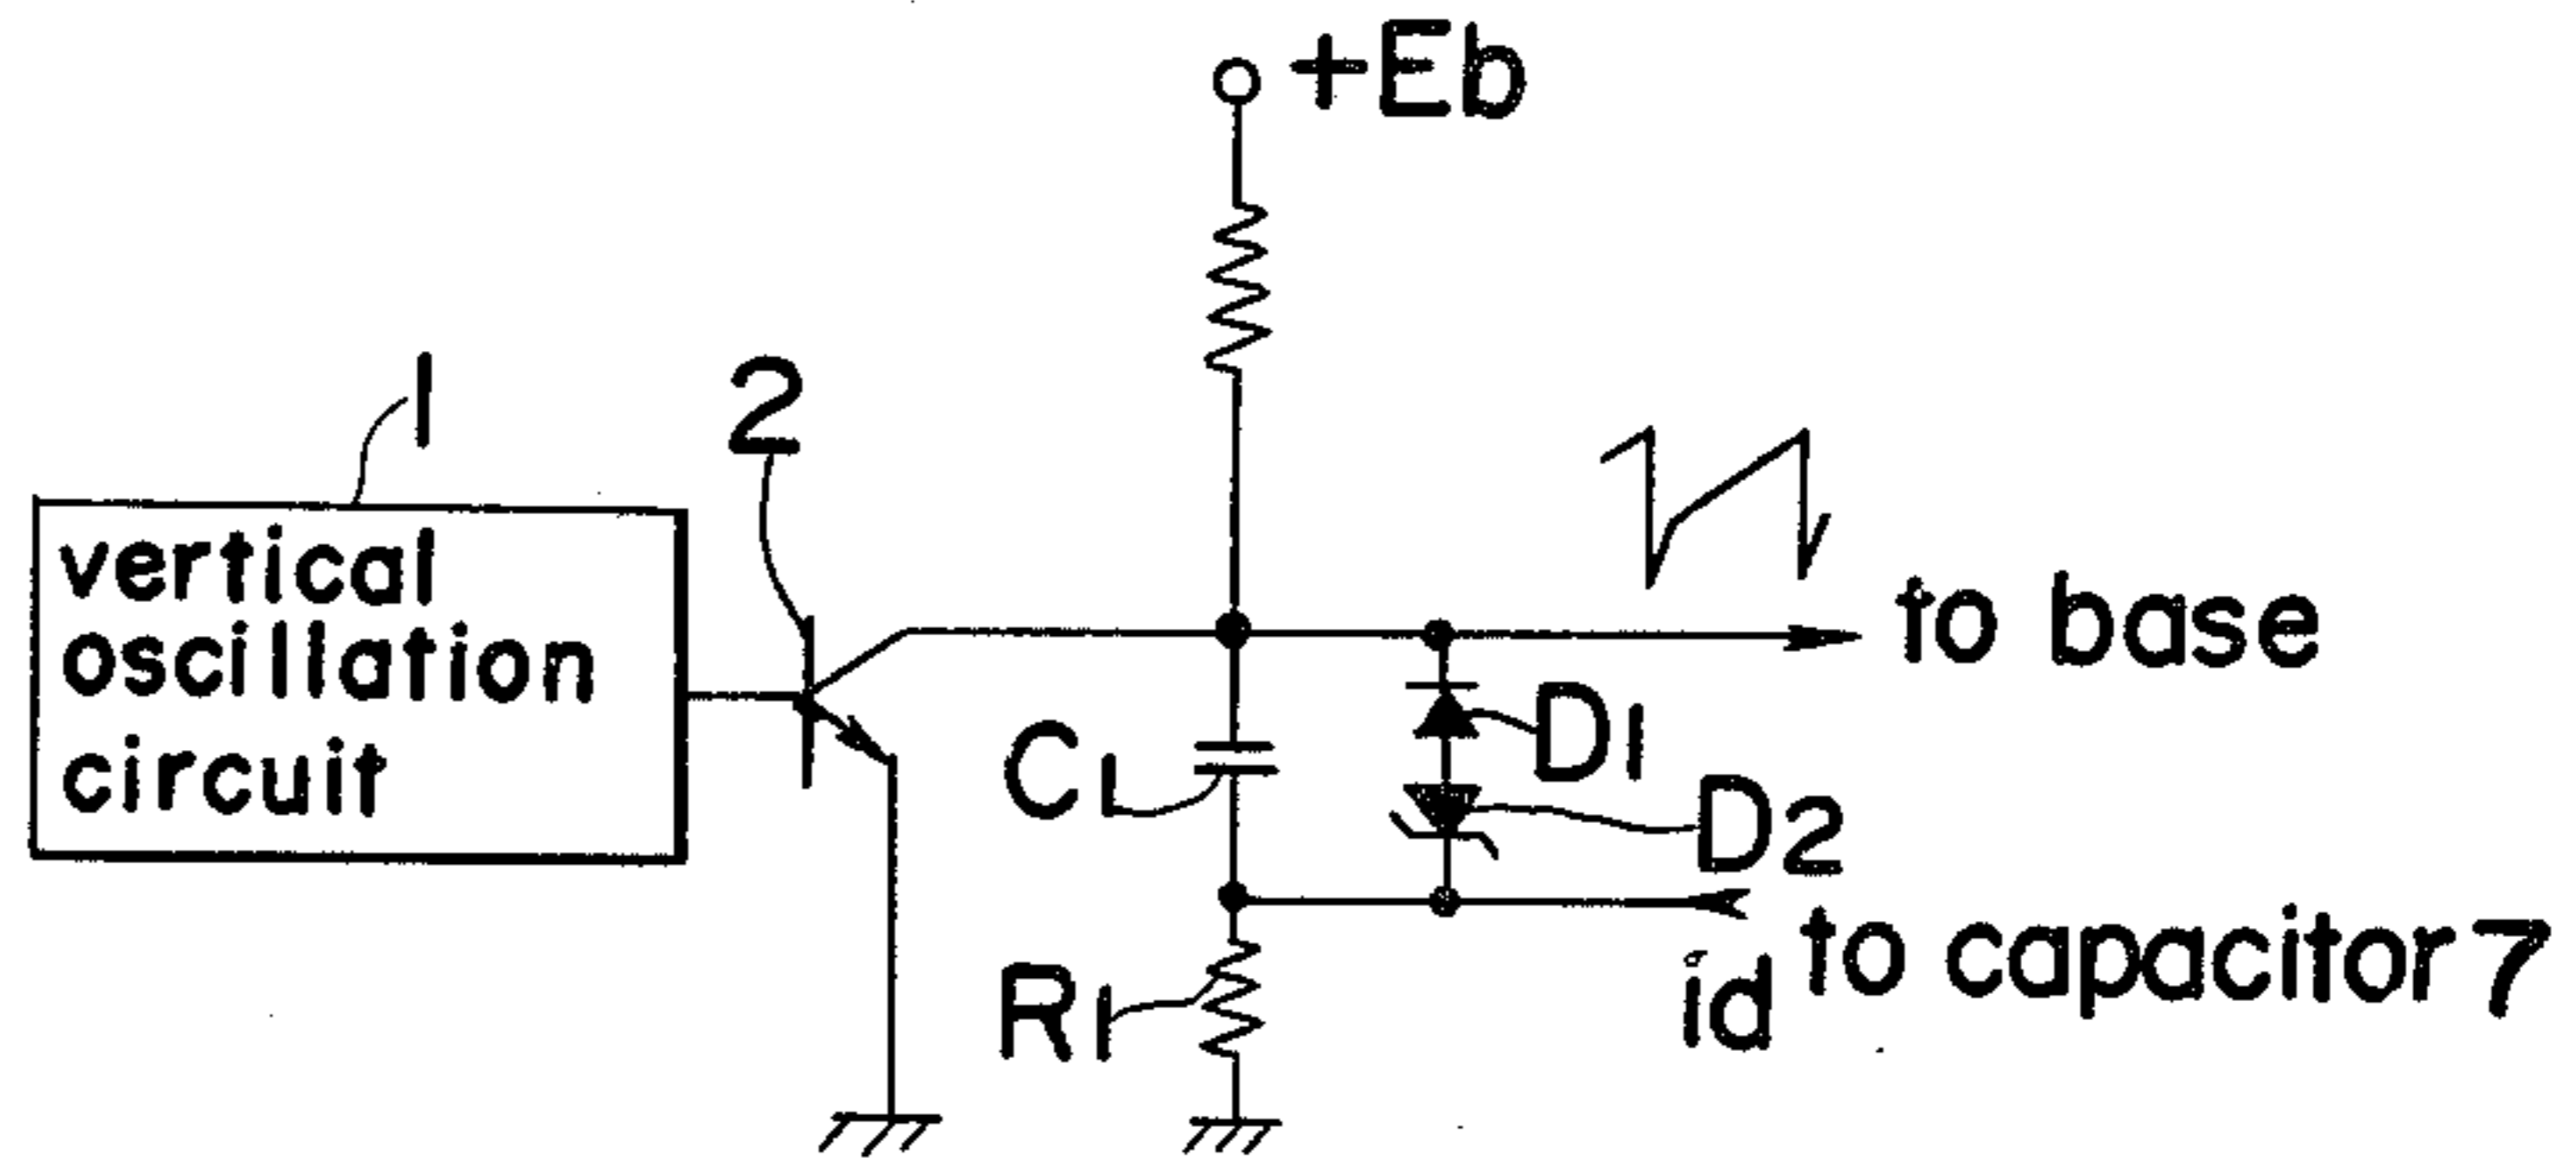 +Eb
1
2
vertical
oscillation
circuit
to base
C1
D1
D2
to capacitor 7
id
R1